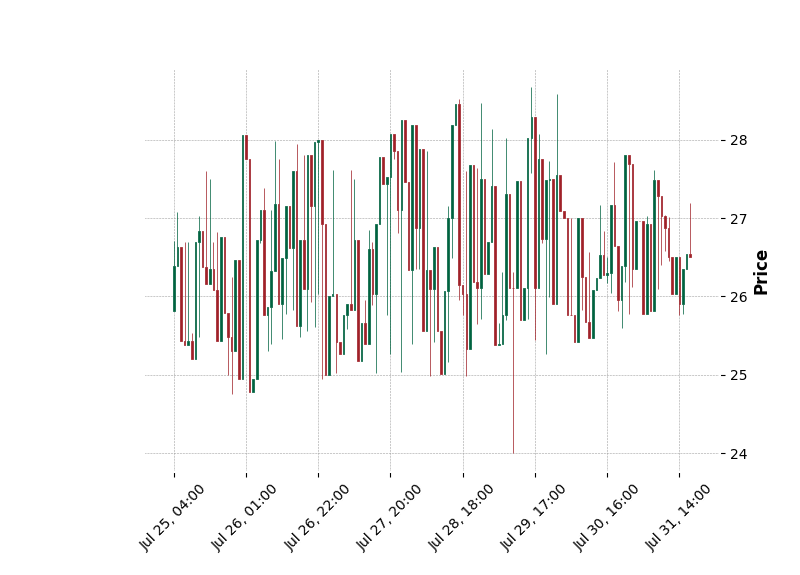 28
27
26
25
24
Price
Jul 25, 04:00
Jul 26, 01:00
Jul 26, 22:00
Jul 27, 20:00
Jul 28, 18:00
Jul 29, 17:00
Jul 30, 16:00
Jul 31, 14:00